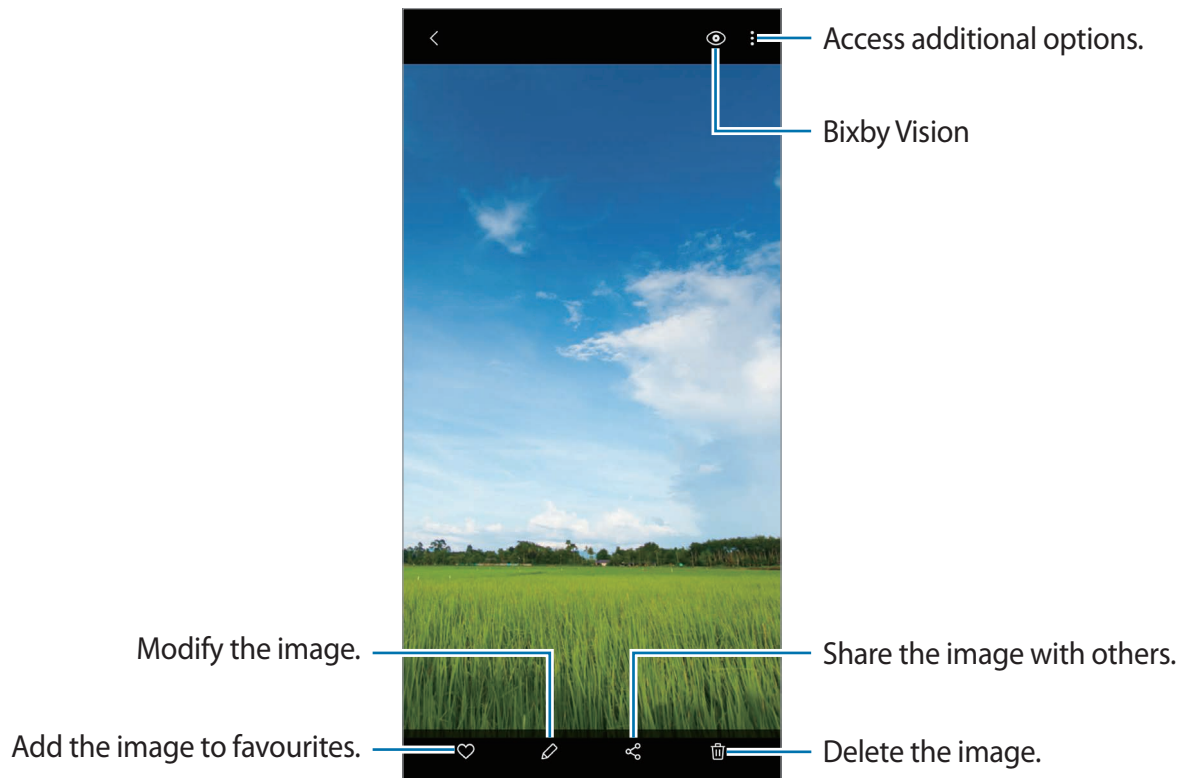 Access additional options.
Bixby Vision
Modify the image.
Share the image with others.
Add the image to favourites.
Delete the image.